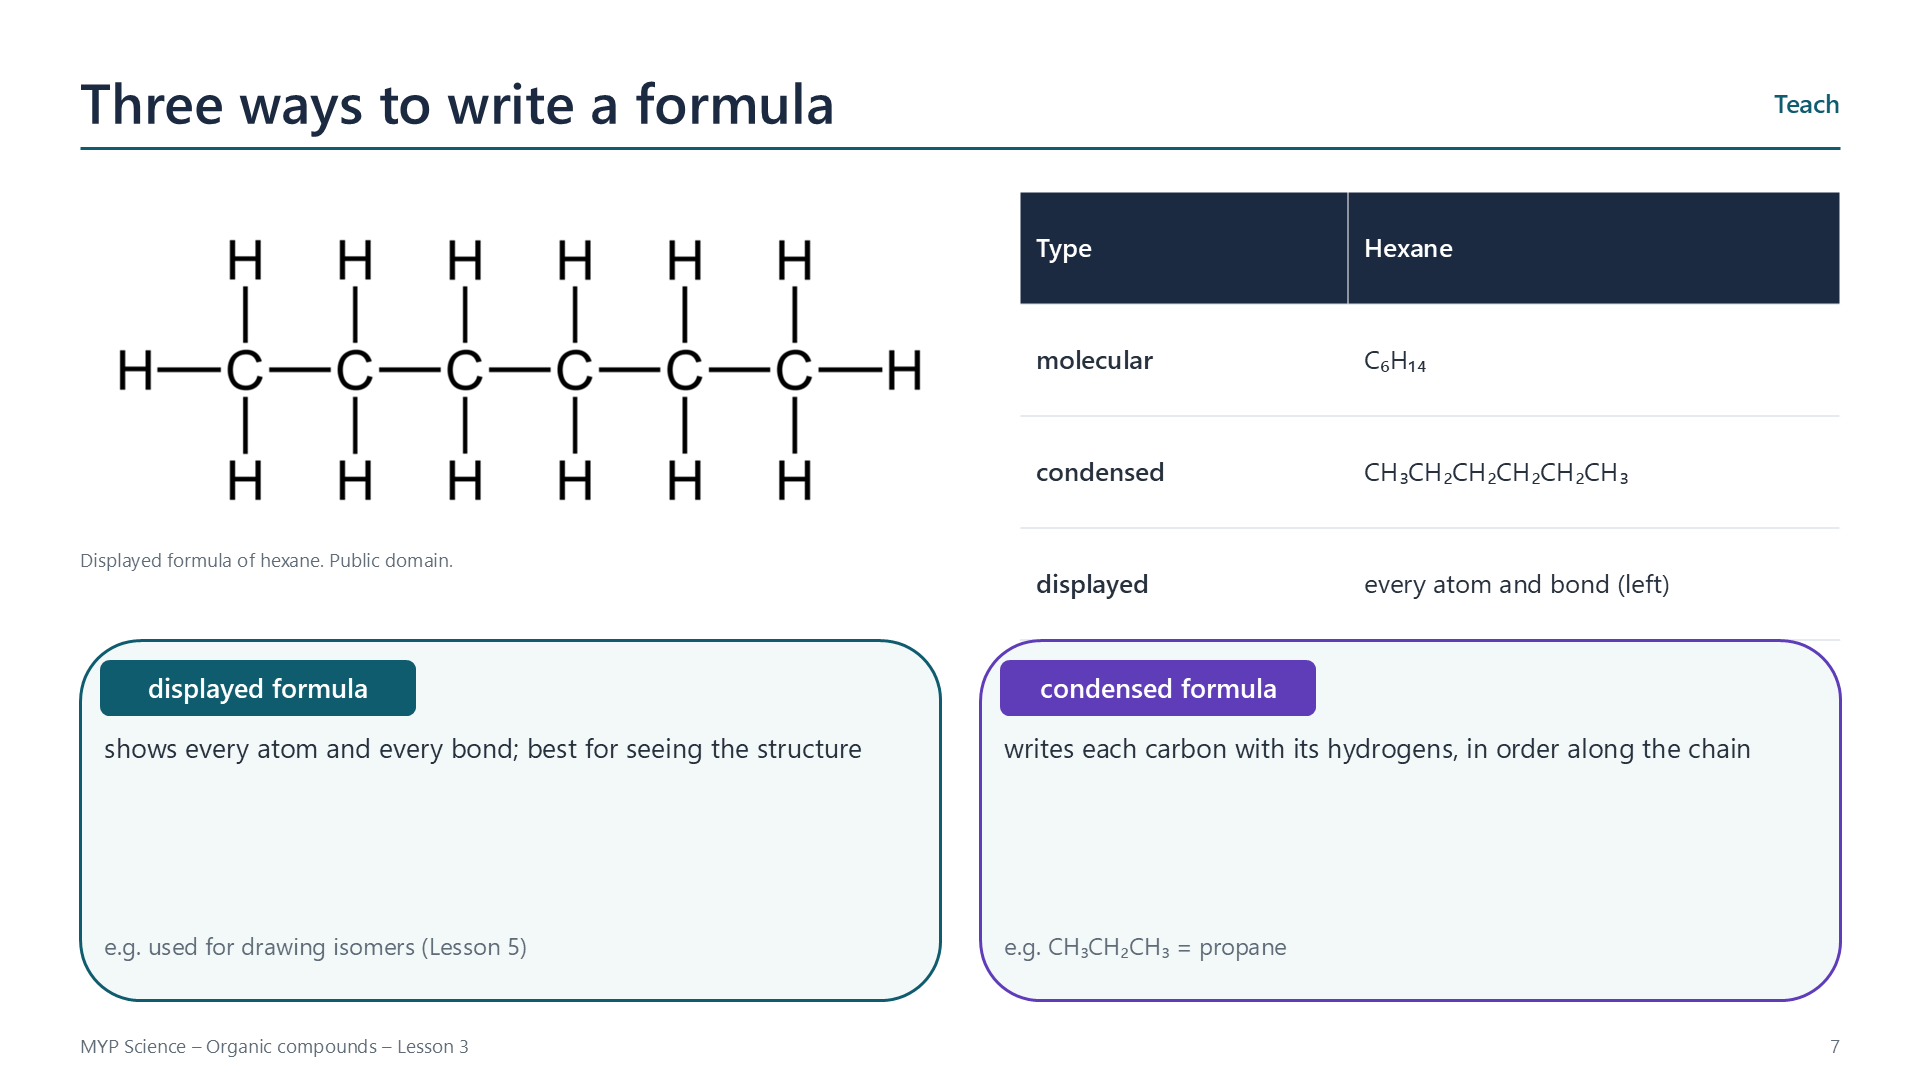 Three ways to write a formula
Teach
H H H H H H
H C C C C C C H
H H H H H H
Displayed formula of hexane. Public domain.
Type Hexane
molecular C₆H₁₄
condensed CH₃CH₂CH₂CH₂CH₂CH₃
displayed every atom and bond (left)
displayed formula
shows every atom and every bond; best for seeing the structure
e.g. used for drawing isomers (Lesson 5)
condensed formula
writes each carbon with its hydrogens, in order along the chain
e.g. CH₃CH₂CH₃ = propane
MYP Science – Organic compounds – Lesson 3
7